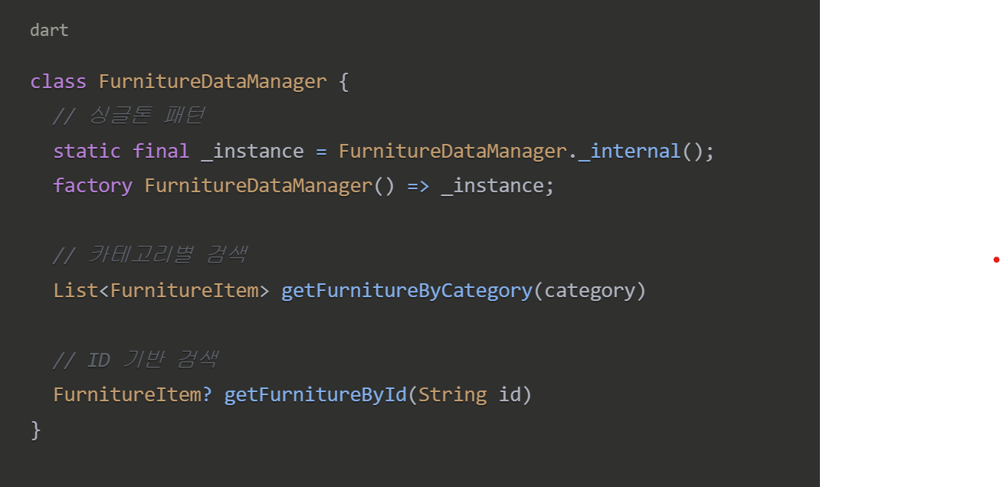 dart
class FurnitureDataManager {
// 싱글톤 패턴
static final _instance = FurnitureDataManager._internal();
factory FurnitureDataManager() => _instance;
// 카테고리별 검색
List<FurnitureItem> getFurnitureByCategory(category)
// ID 기반 검색
FurnitureItem? getFurnitureById(String id)
}